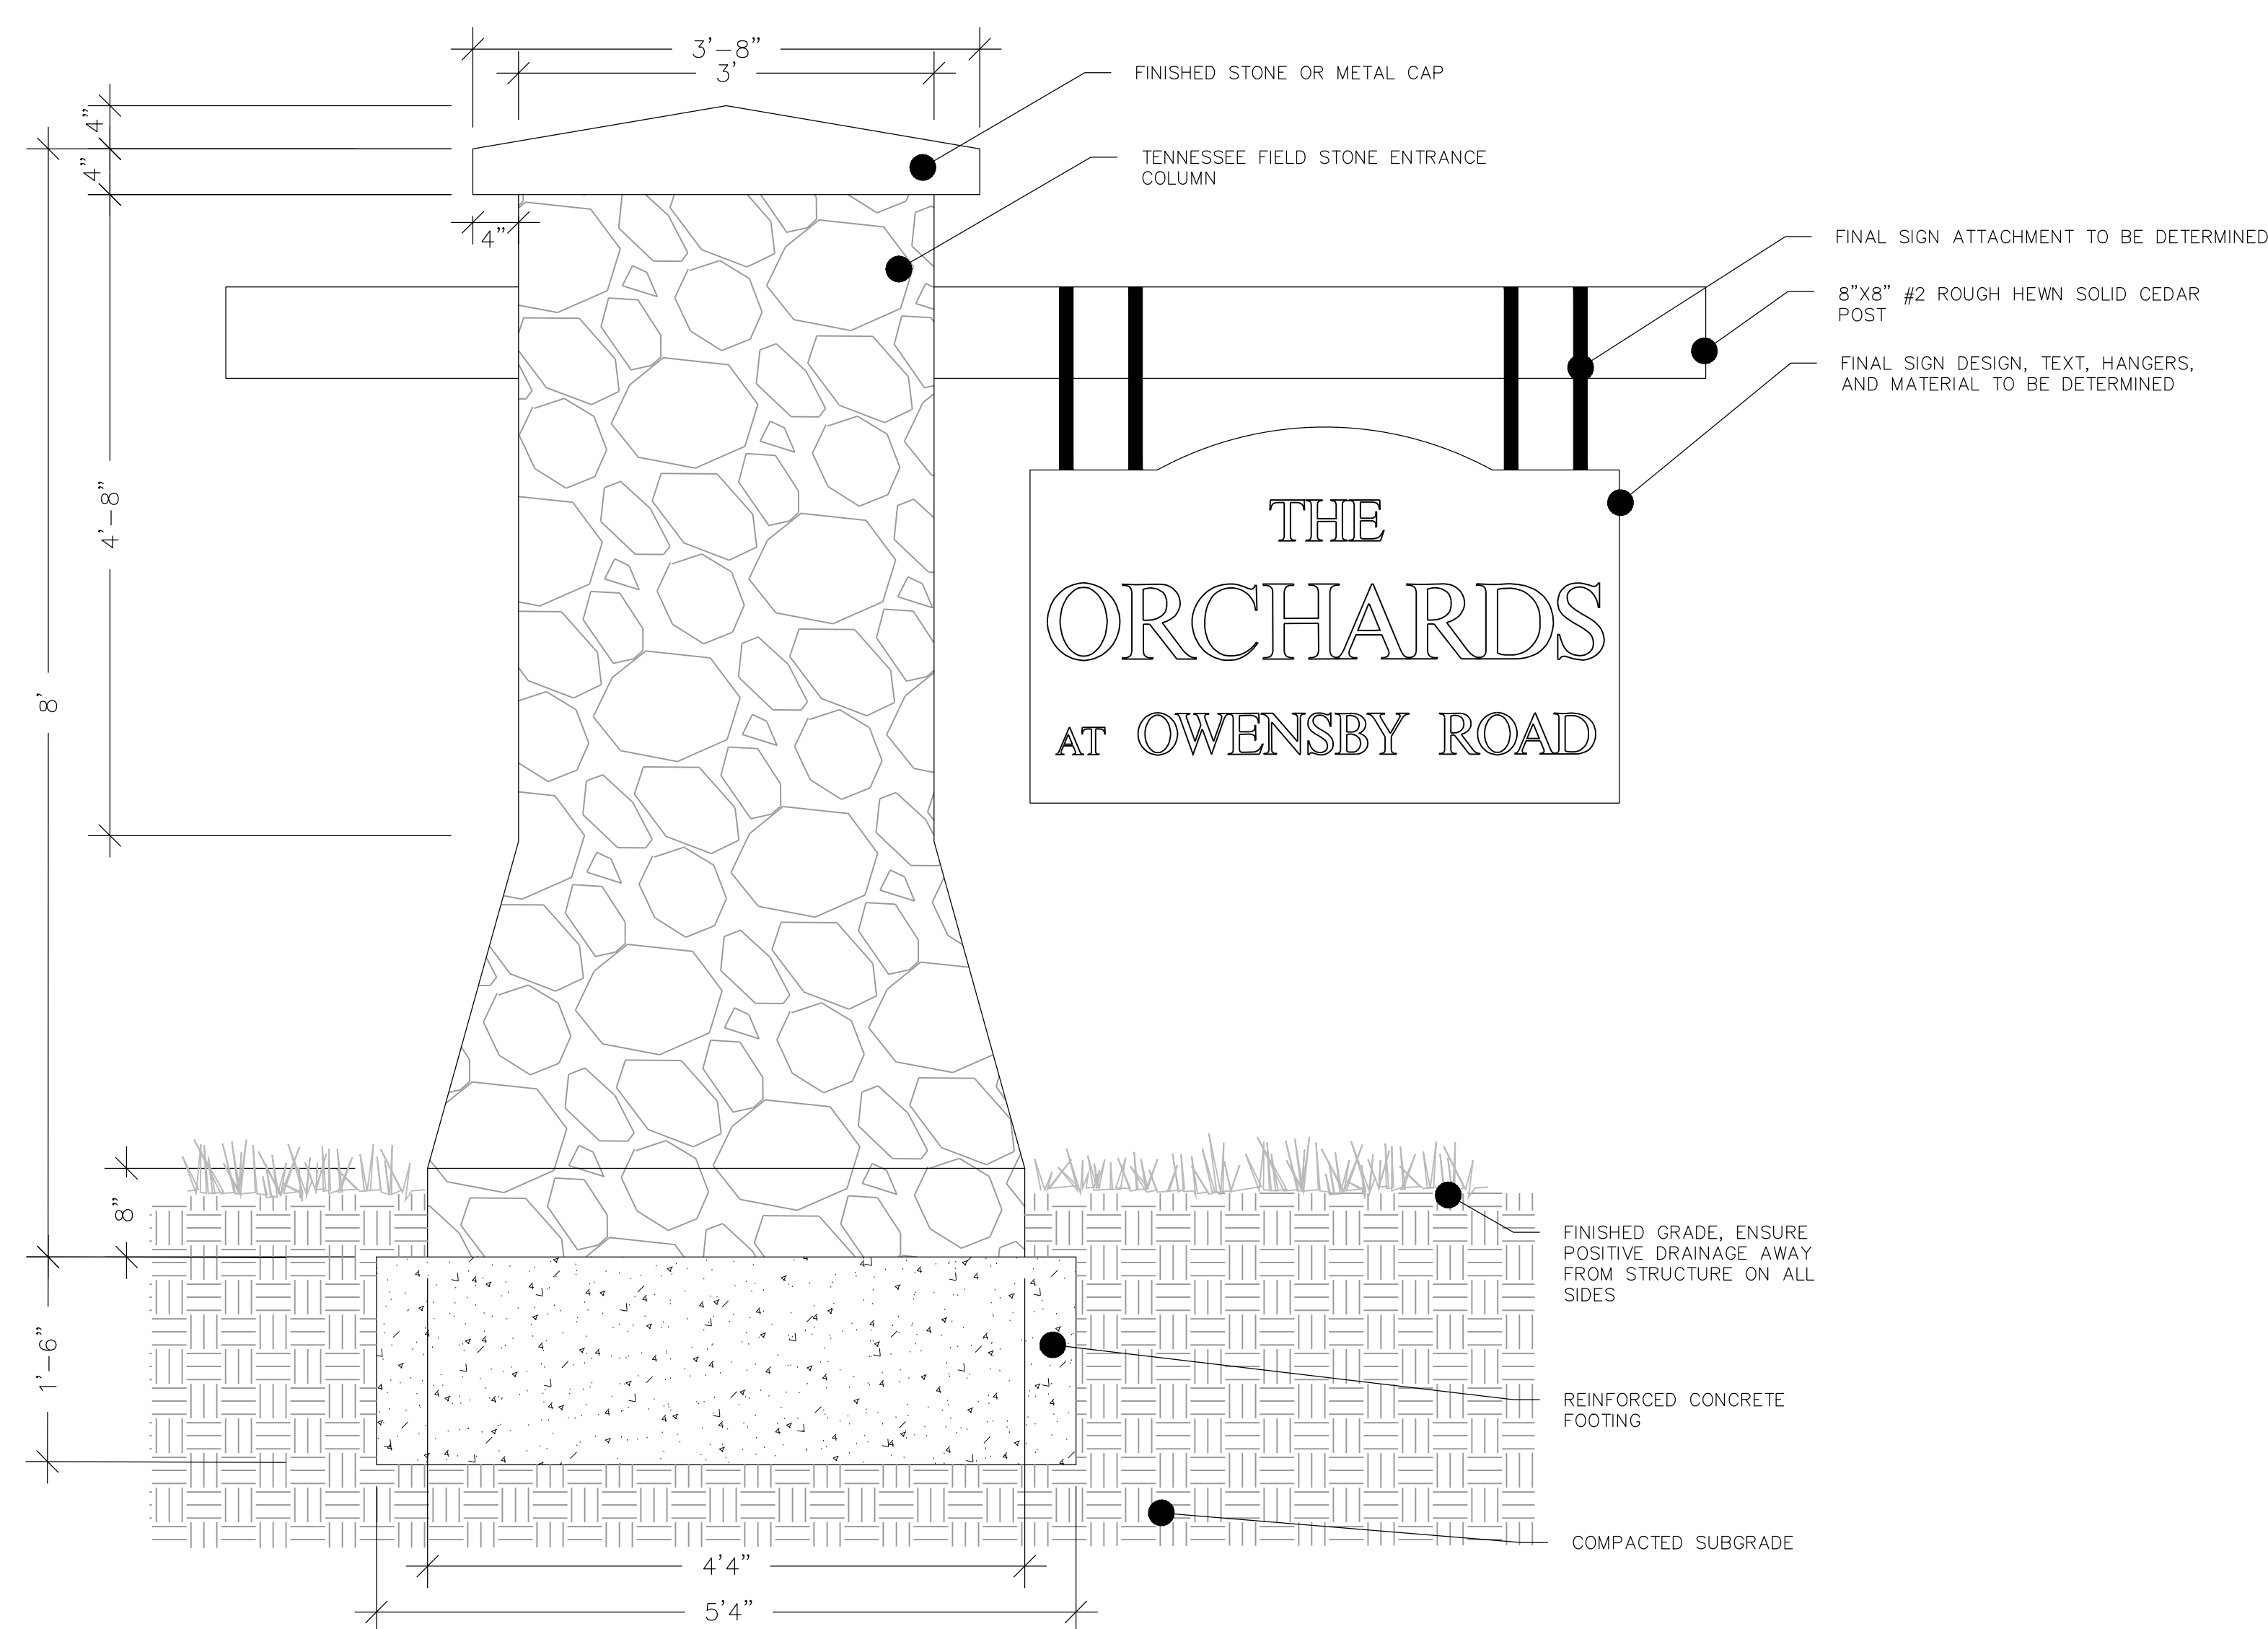 3'-8"
3'
FINISHED STONE OR METAL CAP
4"
4"
TENNESSEE FIELD STONE ENTRANCE
COLUMN
4"
FINAL SIGN ATTACHMENT TO BE DETERMINED
8"X8" #2 ROUGH HEWN SOLID CEDAR
POST
FINAL SIGN DESIGN, TEXT, HANGERS,
AND MATERIAL TO BE DETERMINED
4'-8"
THE
ORCHARDS
AT OWENSBY ROAD
8'
8"
FINISHED GRADE, ENSURE
POSITIVE DRAINAGE AWAY
FROM STRUCTURE ON ALL
SIDES
1'-6"
REINFORCED CONCRETE
FOOTING
COMPACTED SUBGRADE
4'4"
5'4"